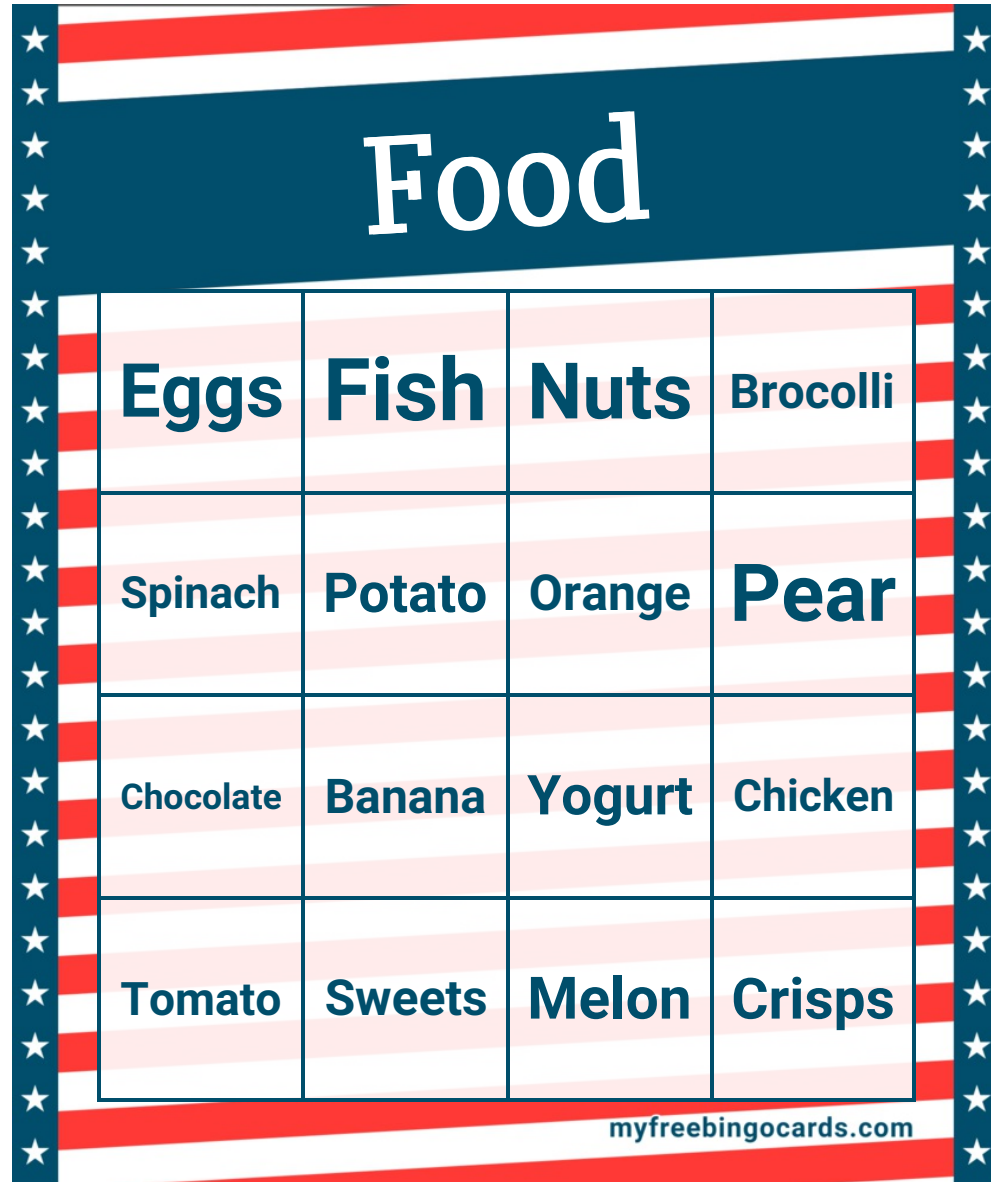 Food
Eggs Fish Nuts Brocolli
Spinach Potato Orange Pear
Chocolate Banana Yogurt Chicken
Tomato Sweets Melon Crisps
myfreebingocards.com